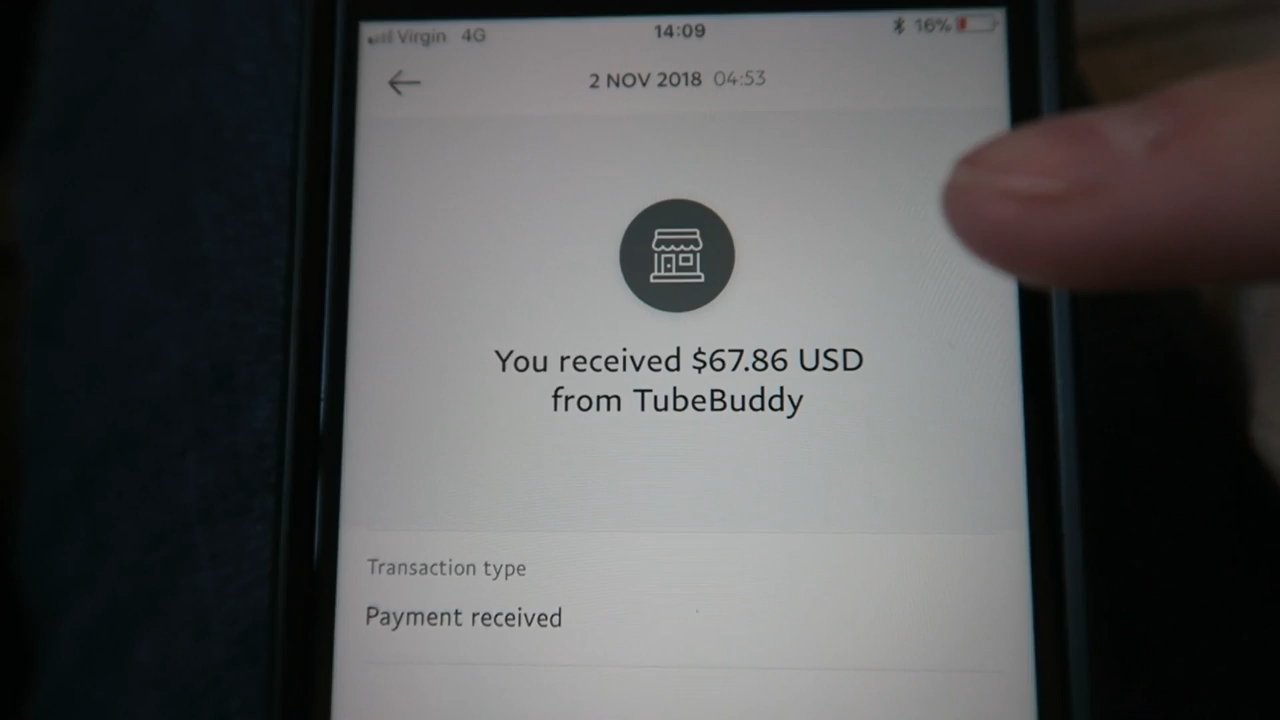 Virgin 4G 14:09 16%
2 NOV 2018 04:53
You received $67.86 USD
from TubeBuddy
Transaction type
Payment received